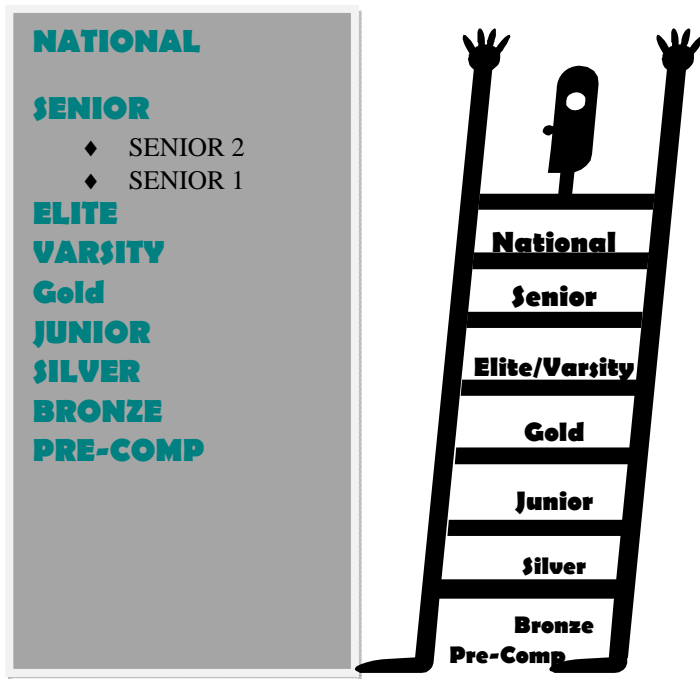 NATIONAL
SENIOR
♦ SENIOR 2
♦ SENIOR 1
ELITE
VARSITY
Gold
JUNIOR
SILVER
BRONZE
PRE-COMP
National
Senior
Elite/Varsity
Gold
Junior
Silver
Bronze
Pre-Comp